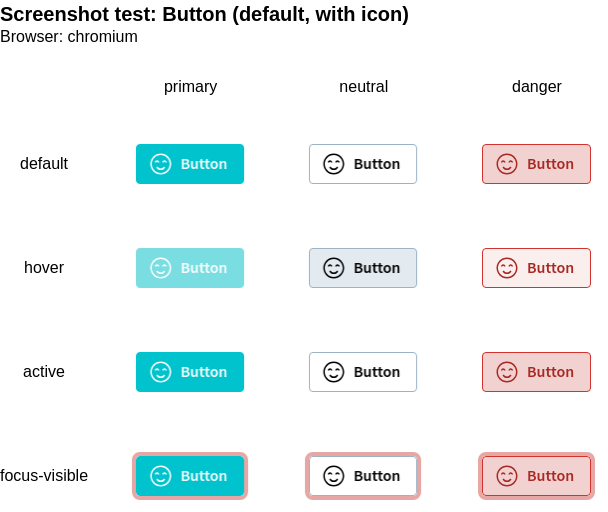 Screenshot test: Button (default, with icon)
Browser: chromium
primary neutral danger
default Button Button Button
hover Button Button Button
active Button Button Button
focus-visible Button Button Button